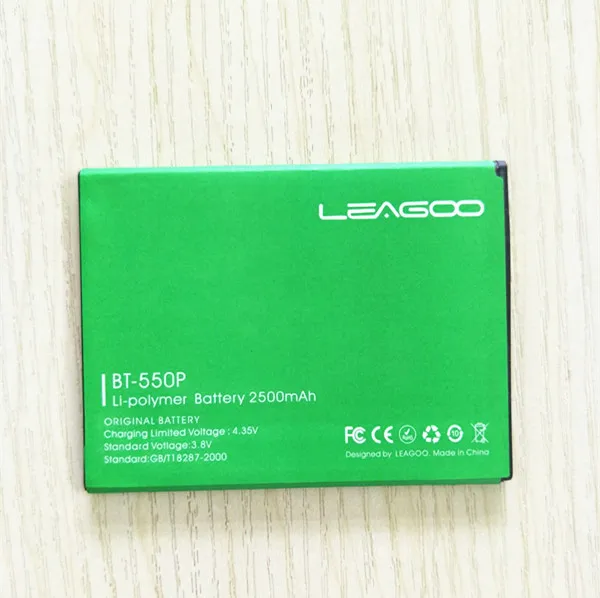 LEAGOO
BT-550P
Li-polymer Battery 2500mAh
ORIGINAL BATTERY
Charging Limited Voltage : 4.35V
Standard Voltage:3.8V
Standard:GB/T18287-2000
FC CE 10
Designed by LEAGOO. Made in China